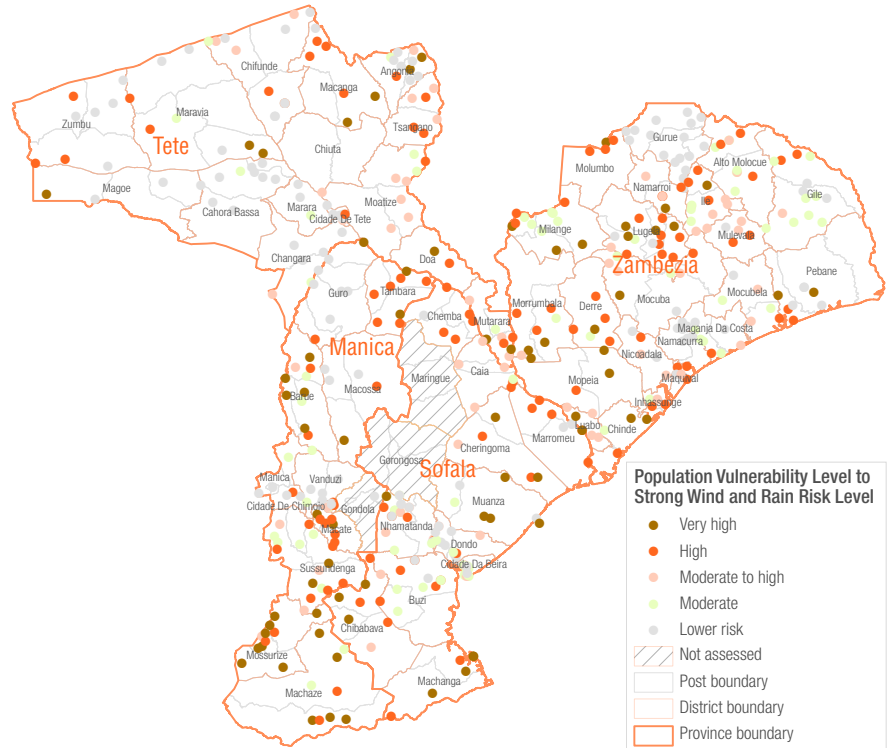 Chifunde
Angonia
Macanga
Zumbu
Maravia
Tsangano
Tete
Chiuta
Gurue
Molumbo
Alto Molocue
Magoe
Moatize
Namarroi
Gile
Marara
Ile
Cahora Bassa
Cidade De Tete
Milange
Luge
Mulevala
Changara
Doa
Zambezia
Pebane
Guro
Tambara
Mocuba
Mocubela
Morrumbala
Derre
Chemba
Mutarara
Maganja Da Costa
Namacurra
Manica
Nicoadala
Maringue
Caia
Maquival
Macossa
Mopeia
Barue
Inhassonge
Luabo
Chinde
Marromeu
Cheringoma
Gorongosa
Sofala
Manica
Vanduzi
Cidade De Chimoio
Gondola
Muanza
Macate
Nhamatanda
Dondo
Cidade Da Beira
Sussundenga
Buzi
Chibabava
Mossurize
Machanga
Machaze
Population Vulnerability Level to
Strong Wind and Rain Risk Level
Very high
High
Moderate to high
Moderate
Lower risk
Not assessed
Post boundary
District boundary
Province boundary